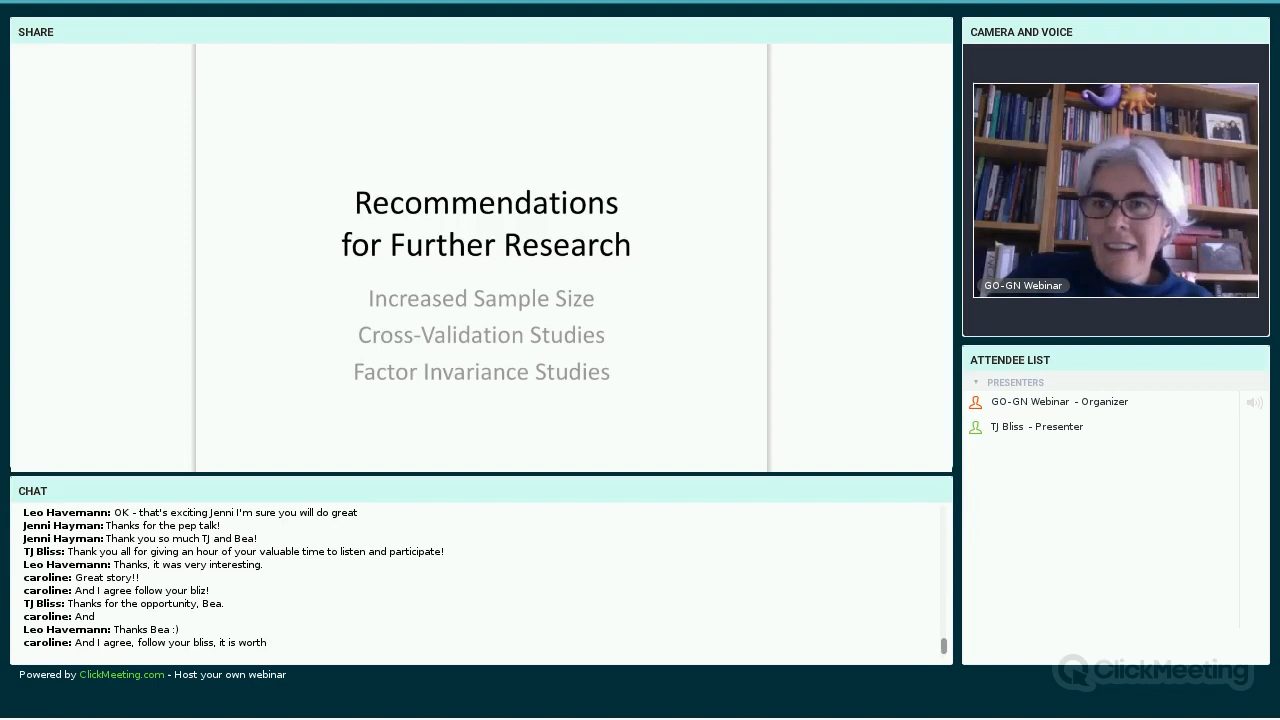 SHARE
Recommendations
for Further Research
Increased Sample Size
Cross-Validation Studies
Factor Invariance Studies
CAMERA AND VOICE
GO-GN Webinar
ATTENDEE LIST
PRESENTERS
GO-GN Webinar - Organizer
TJ Bliss - Presenter
CHAT
Leo Havemann: OK - that's exciting Jenni I'm sure you will do great
Jenni Hayman: Thanks for the pep talk!
Jenni Hayman: Thank you so much TJ and Bea!
TJ Bliss: Thank you all for giving an hour of your valuable time to listen and participate!
Leo Havemann: Thanks, it was very interesting.
caroline: Great story!!
caroline: And I agree follow your bliz!
TJ Bliss: Thanks for the opportunity, Bea.
caroline: And
Leo Havemann: Thanks Bea :)
caroline: And I agree, follow your bliss, it is worth
Powered by ClickMeeting.com - Host your own webinar
ClickMeeting